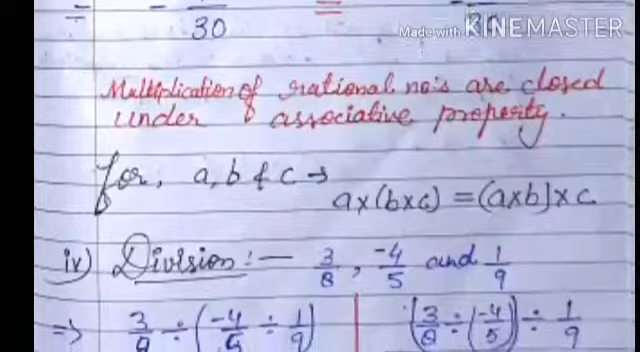 ÷ - 30 = 30
Made with KINEMASTER
Multiplication of rational no's are closed
under associative property.
for, a, b & c →
a×(b×c) = (a×b)×c
iv) Division :— 3/8, -4/5 and 1/9
⇒ 3/8 ÷ (-4/5 ÷ 1/9) | (3/8 ÷ (-4/5)) ÷ 1/9